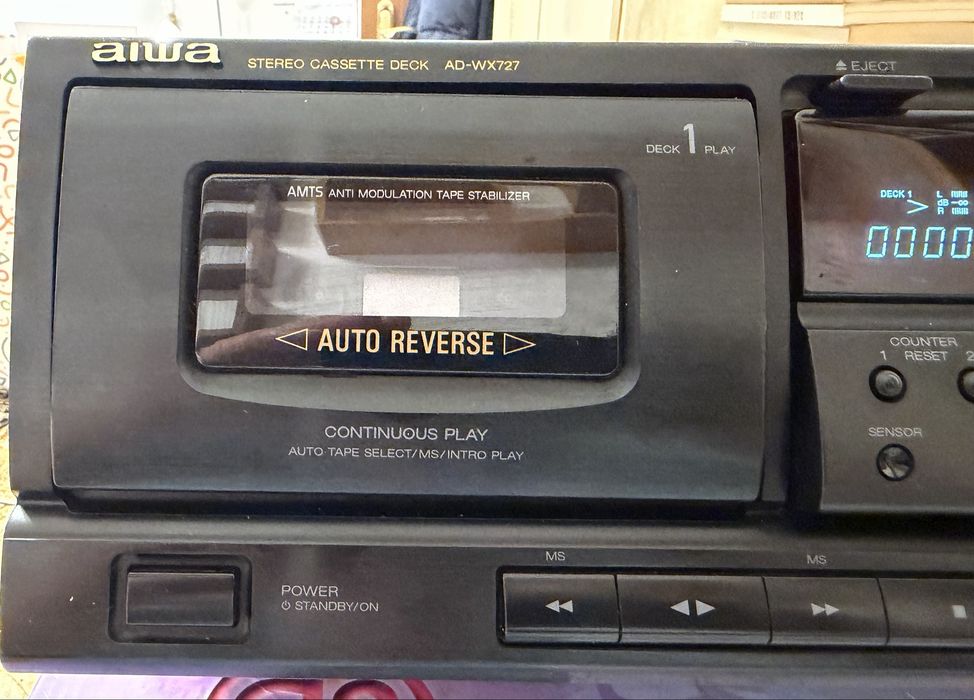 aiwa
STEREO CASSETTE DECK AD-WX727
⏏ EJECT
DECK 1 PLAY
AMTS ANTI MODULATION TAPE STABILIZER
DECK 1
L
dB -∞
R
0000
◁ AUTO REVERSE ▷
COUNTER
1 RESET 2
CONTINUOUS PLAY
AUTO TAPE SELECT/MS/INTRO PLAY
SENSOR
MS
MS
POWER
⏻ STANDBY/ON